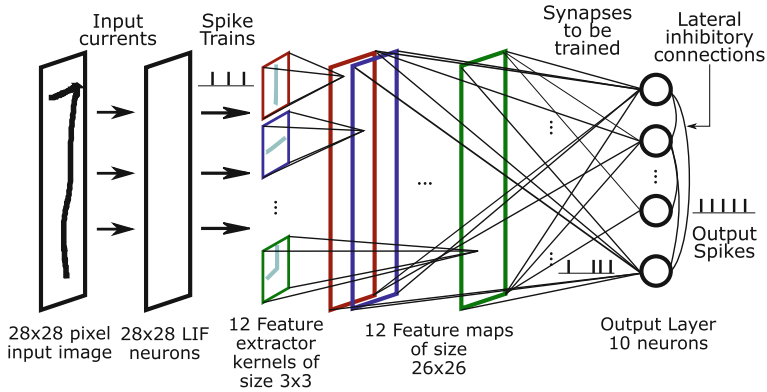 Input
currents
Spike
Trains
Synapses
to be
trained
Lateral
inhibitory
connections
Output
Spikes
28x28 pixel
input image
28x28 LIF
neurons
12 Feature
extractor
kernels of
size 3x3
12 Feature maps
of size
26x26
Output Layer
10 neurons